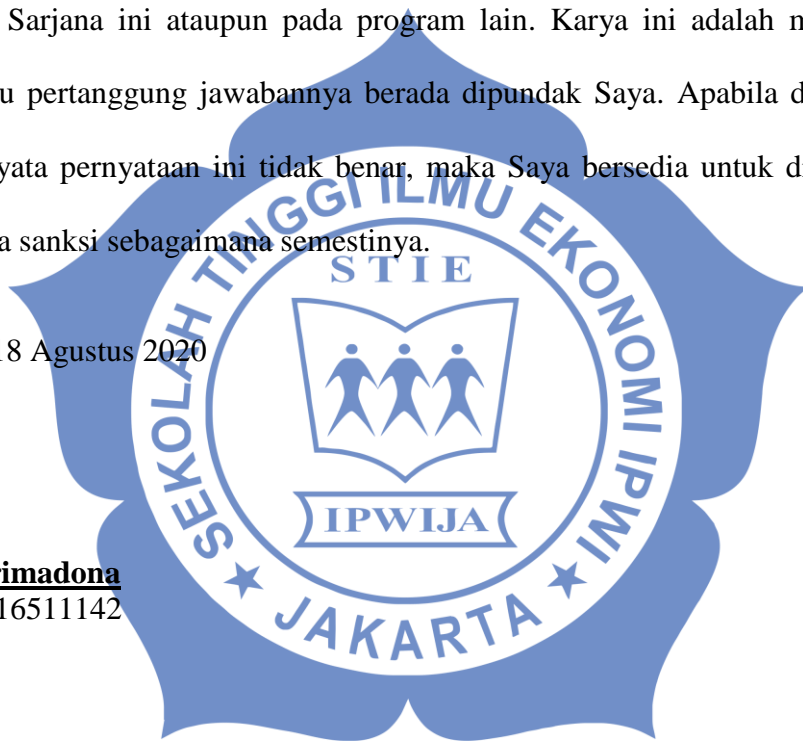 Sarjana ini ataupun pada program lain. Karya ini adalah
u pertanggung jawabannya berada dipundak Saya. Apabila d
yata pernyataan ini tidak benar, maka Saya bersedia untuk d
a sanksi sebagaimana semestinya.
18 Agustus 2020
rimadona
16511142
SEKOLAH TINGGI ILMU EKONOMI IPWI
STIE
IPWIJA
★ JAKARTA ★